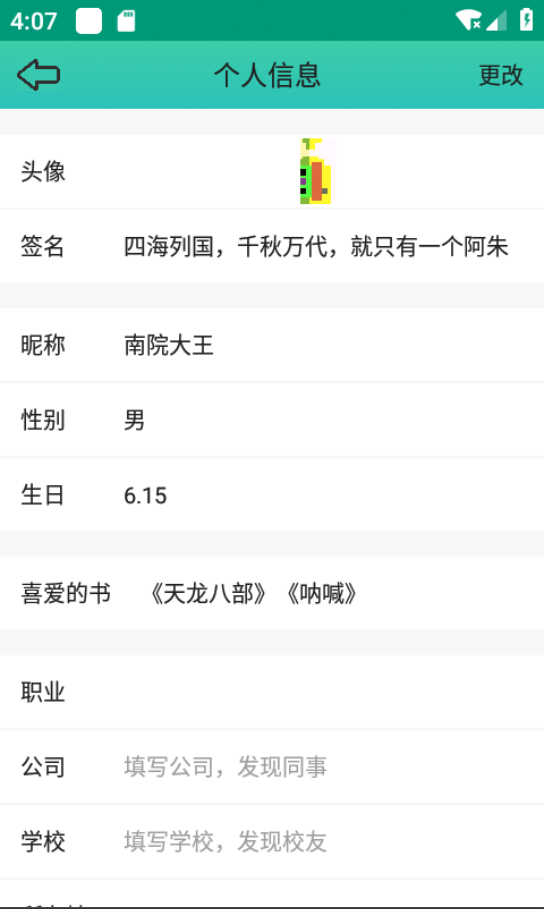 4:07
个人信息
更改
头像
签名 四海列国，千秋万代，就只有一个阿朱
昵称 南院大王
性别 男
生日 6.15
喜爱的书 《天龙八部》《呐喊》
职业
公司 填写公司，发现同事
学校 填写学校，发现校友